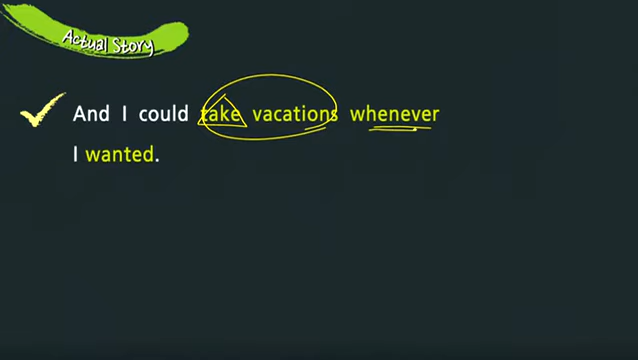 Actual Story
And I could take vacations whenever
I wanted.